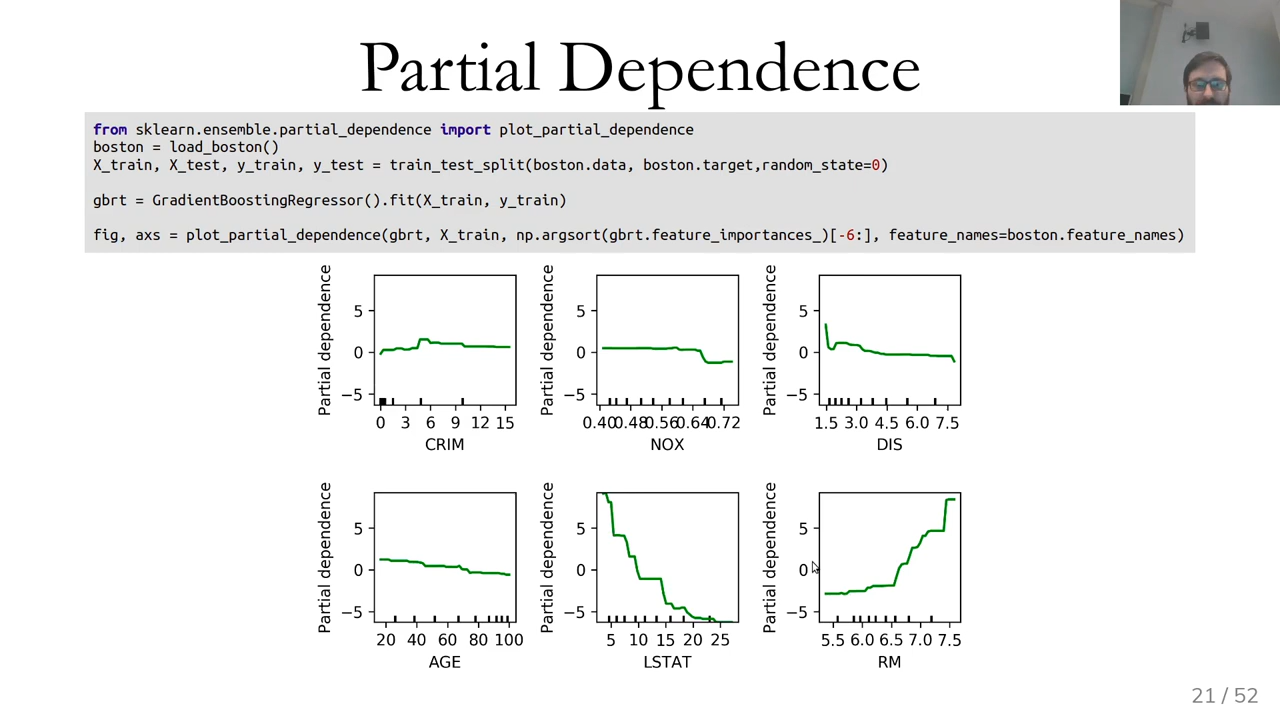 Partial Dependence
from sklearn.ensemble.partial_dependence import plot_partial_dependence
boston = load_boston()
X_train, X_test, y_train, y_test = train_test_split(boston.data, boston.target,random_state=0)
gbrt = GradientBoostingRegressor().fit(X_train, y_train)
fig, axs = plot_partial_dependence(gbrt, X_train, np.argsort(gbrt.feature_importances_)[-6:], feature_names=boston.feature_names)
Partial dependence
5
0
−5
0 3 6 9 12 15
CRIM
Partial dependence
5
0
−5
0.40 0.48 0.56 0.64 0.72
NOX
Partial dependence
5
0
−5
1.5 3.0 4.5 6.0 7.5
DIS
Partial dependence
5
0
−5
20 40 60 80 100
AGE
Partial dependence
5
0
−5
5 10 15 20 25
LSTAT
Partial dependence
5
0
−5
5.5 6.0 6.5 7.0 7.5
RM
21 / 52